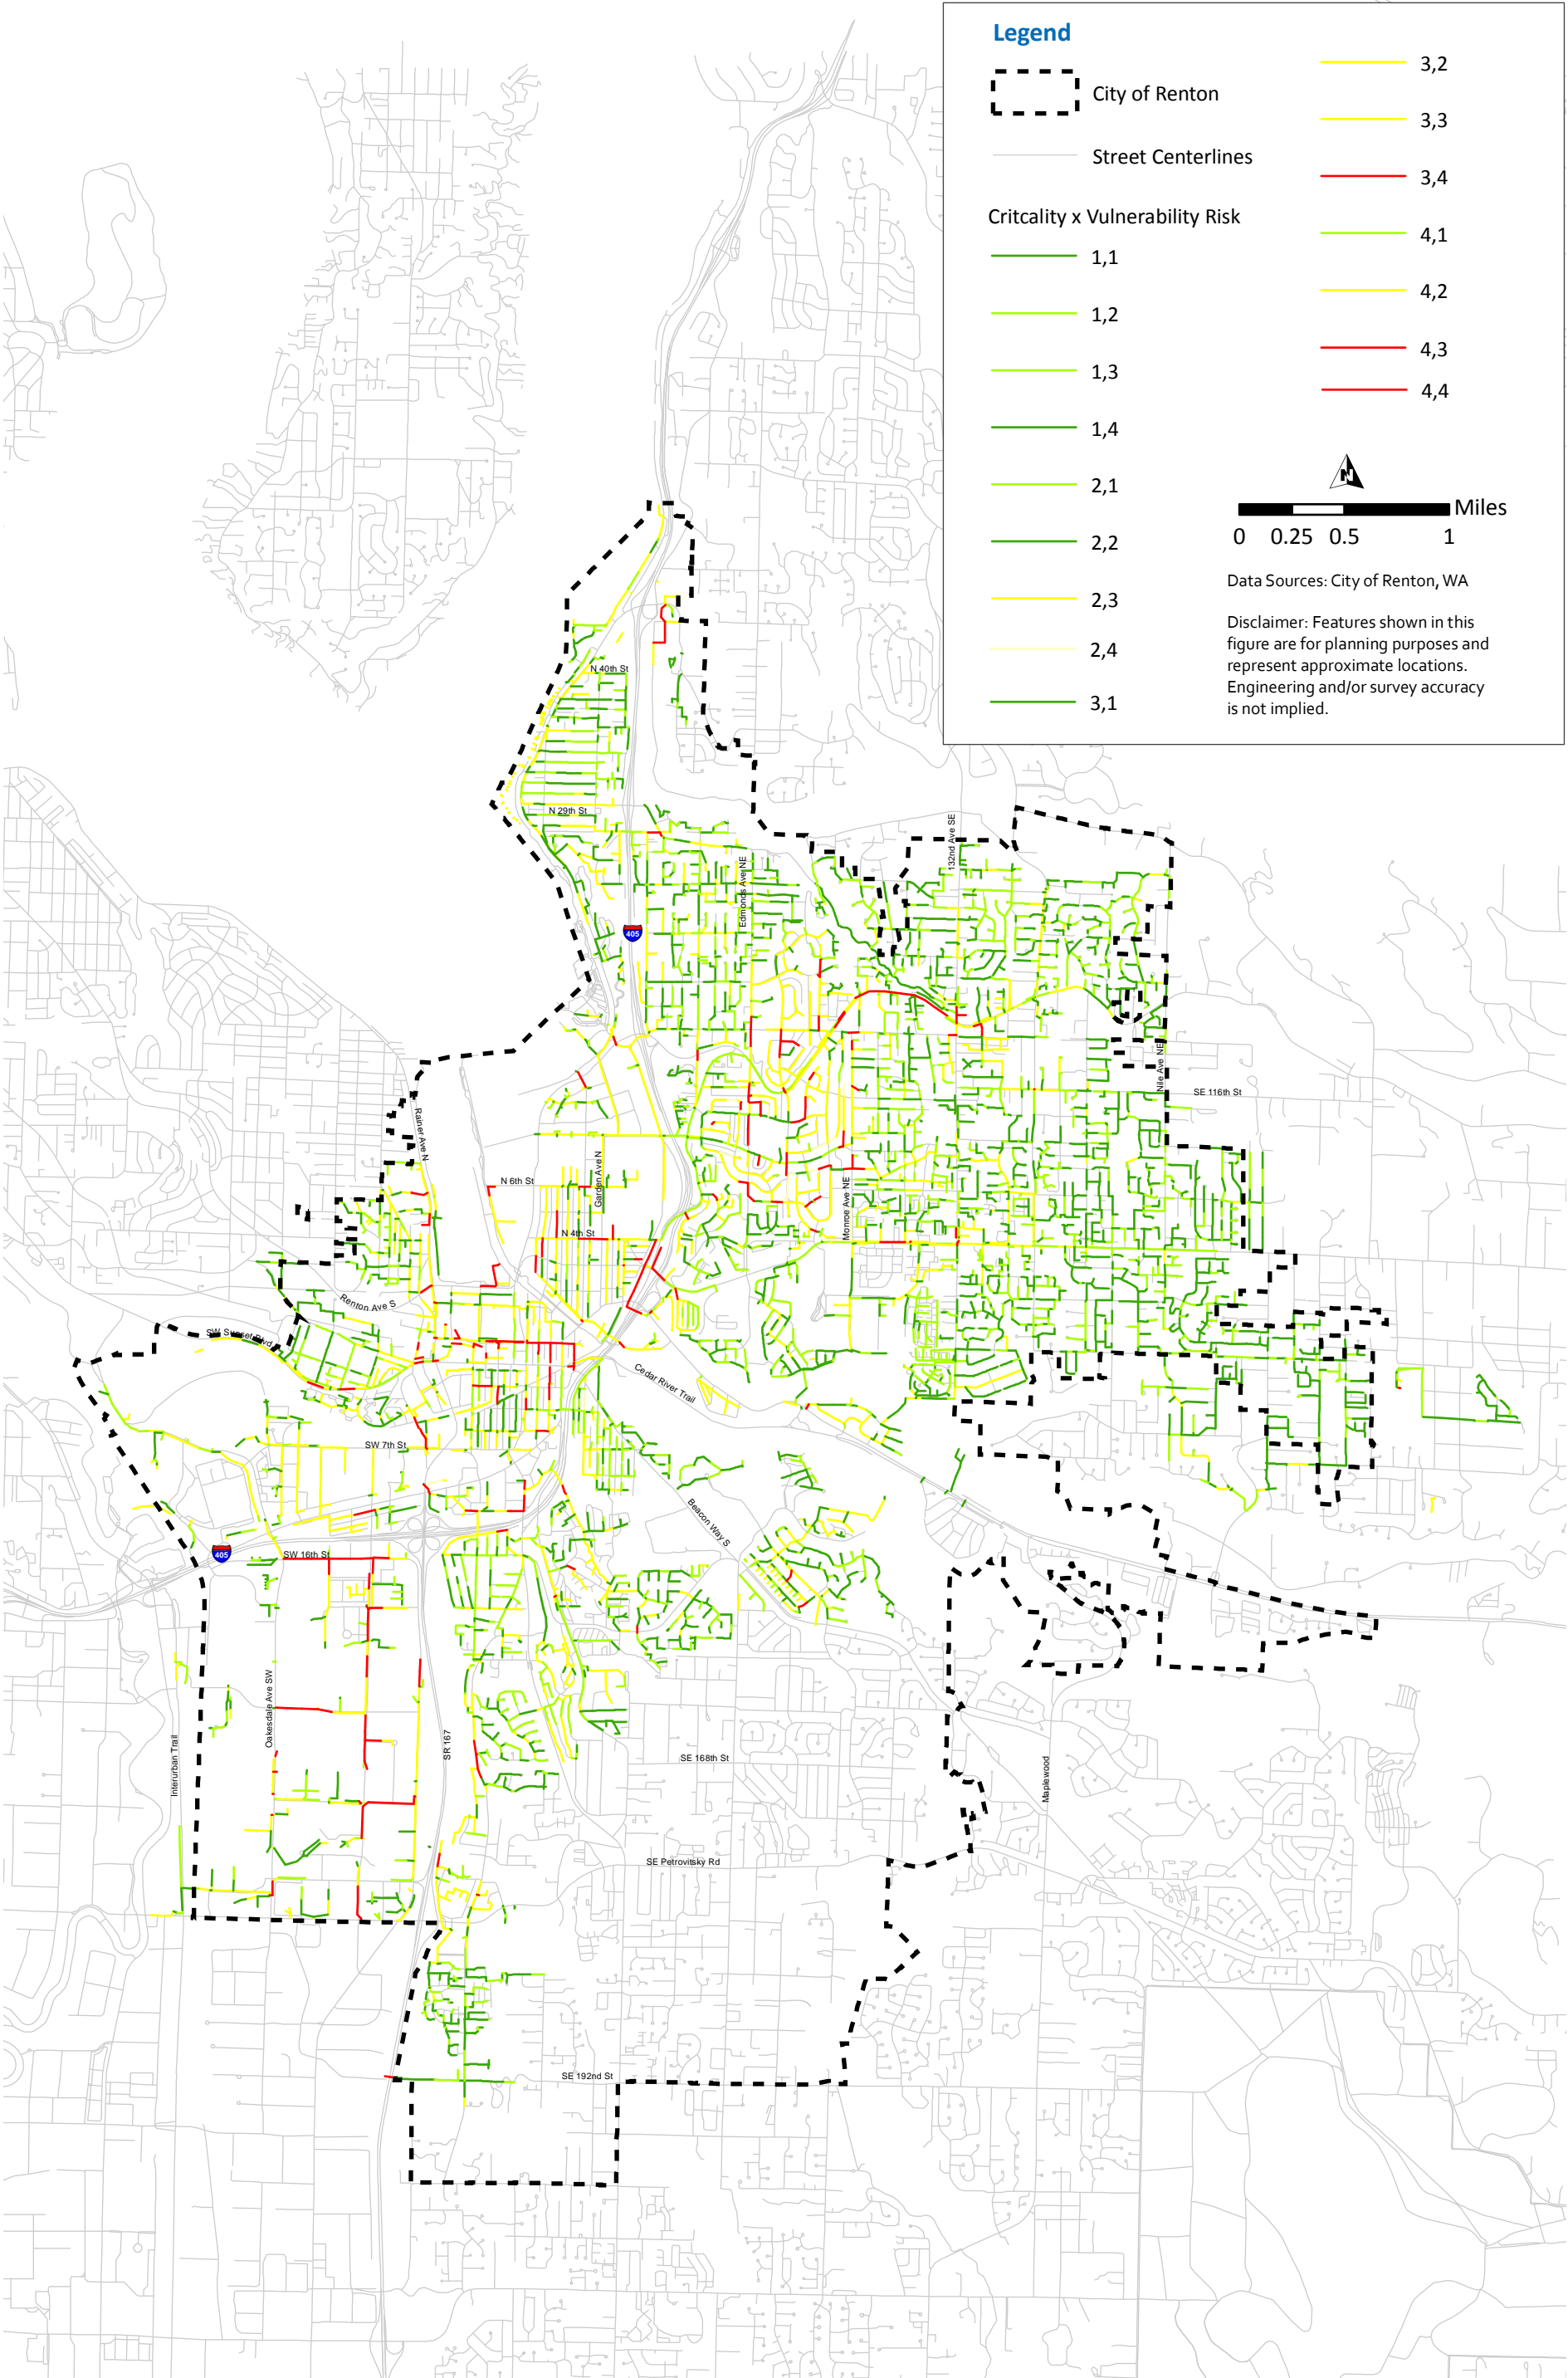 Legend
City of Renton
Street Centerlines
Critcality x Vulnerability Risk
1,1
1,2
1,3
1,4
2,1
2,2
2,3
2,4
3,1
3,2
3,3
3,4
4,1
4,2
4,3
4,4
N
Miles
0 0.25 0.5 1
Data Sources: City of Renton, WA
Disclaimer: Features shown in this
figure are for planning purposes and
represent approximate locations.
Engineering and/or survey accuracy
is not implied.
N 40th St
N 29th St
132nd Ave SE
Edmonds Ave NE
405
Nile Ave NE
SE 116th St
Rainer Ave N
Garden Ave N
N 6th St
Monroe Ave NE
N 4th St
Renton Ave S
SW Sunset Blvd
Cedar River Trail
SW 7th St
Beacon Way S
405
SW 16th St
Oakesdale Ave SW
Interurban Trail
SR 167
SE 168th St
Maplewood
SE Petrovitsky Rd
SE 192nd St